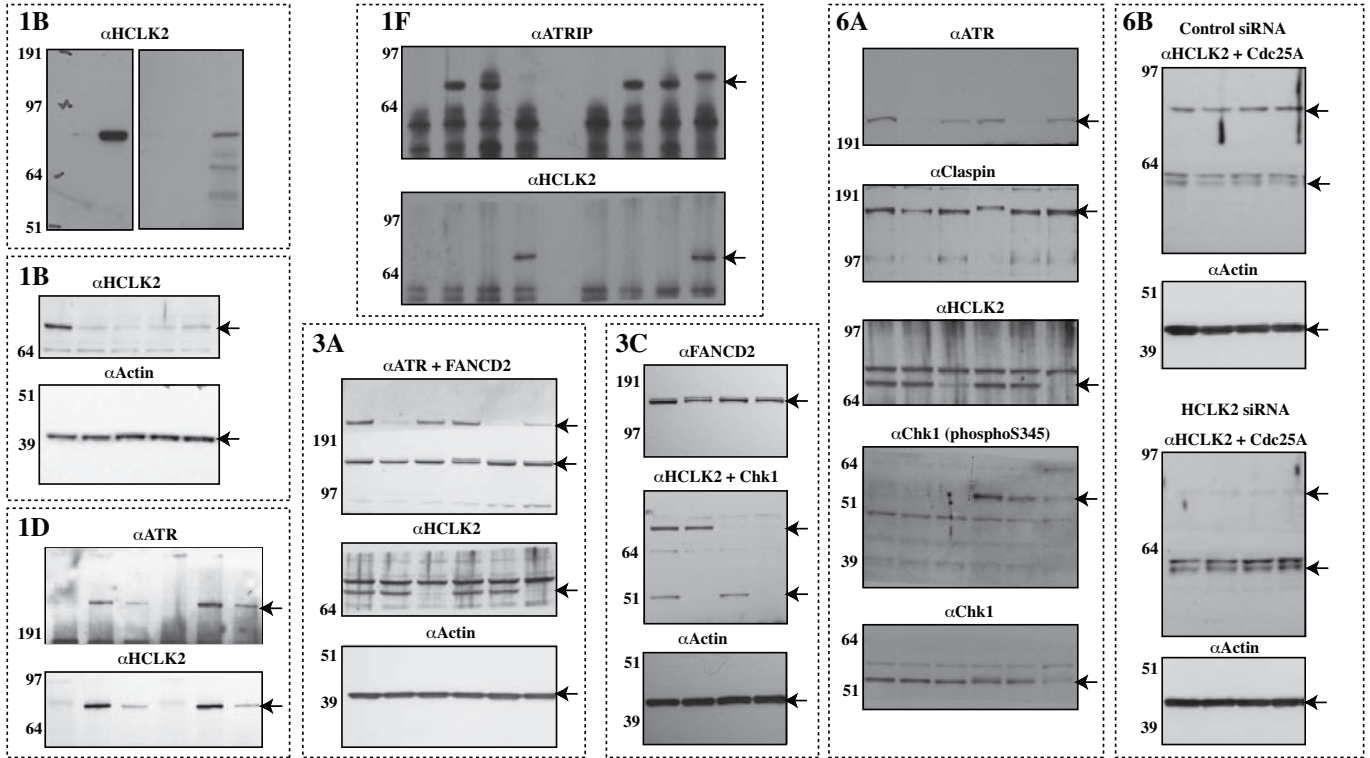 1B
αHCLK2
191
97
64
51
1B
αHCLK2
64
αActin
51
39
1D
αATR
191
αHCLK2
97
64
1F
αATRIP
97
64
αHCLK2
97
64
3A
αATR + FANCD2
191
97
αHCLK2
64
αActin
51
39
3C
αFANCD2
191
97
αHCLK2 + Chk1
64
51
αActin
51
39
6A
αATR
191
αClaspin
191
97
αHCLK2
97
64
αChk1 (phosphoS345)
64
51
39
αChk1
64
51
6B
Control siRNA
αHCLK2 + Cdc25A
97
64
αActin
51
39
HCLK2 siRNA
αHCLK2 + Cdc25A
97
64
αActin
51
39